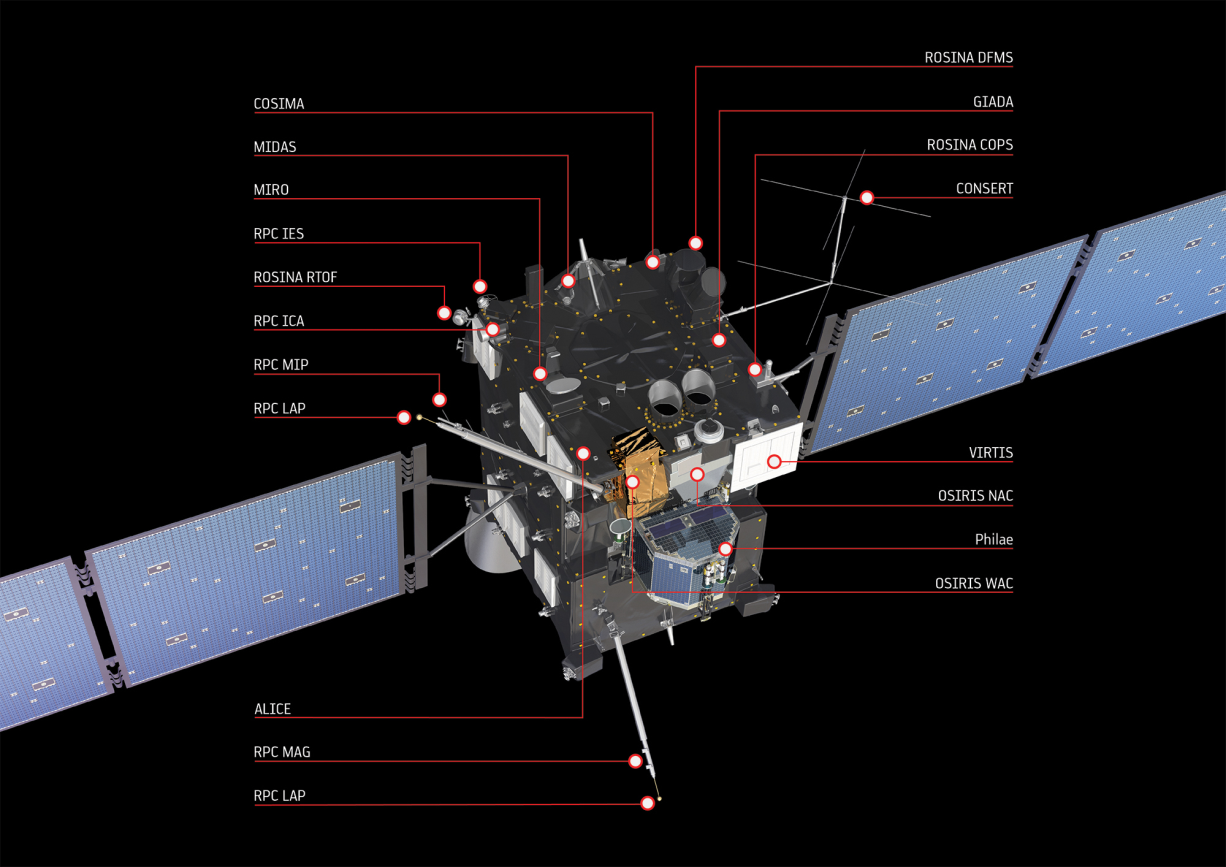 COSIMA
MIDAS
MIRO
RPC IES
ROSINA RTOF
RPC ICA
RPC MIP
RPC LAP
ROSINA DFMS
GIADA
ROSINA COPS
CONSERT
VIRTIS
OSIRIS NAC
Philae
OSIRIS WAC
ALICE
RPC MAG
RPC LAP